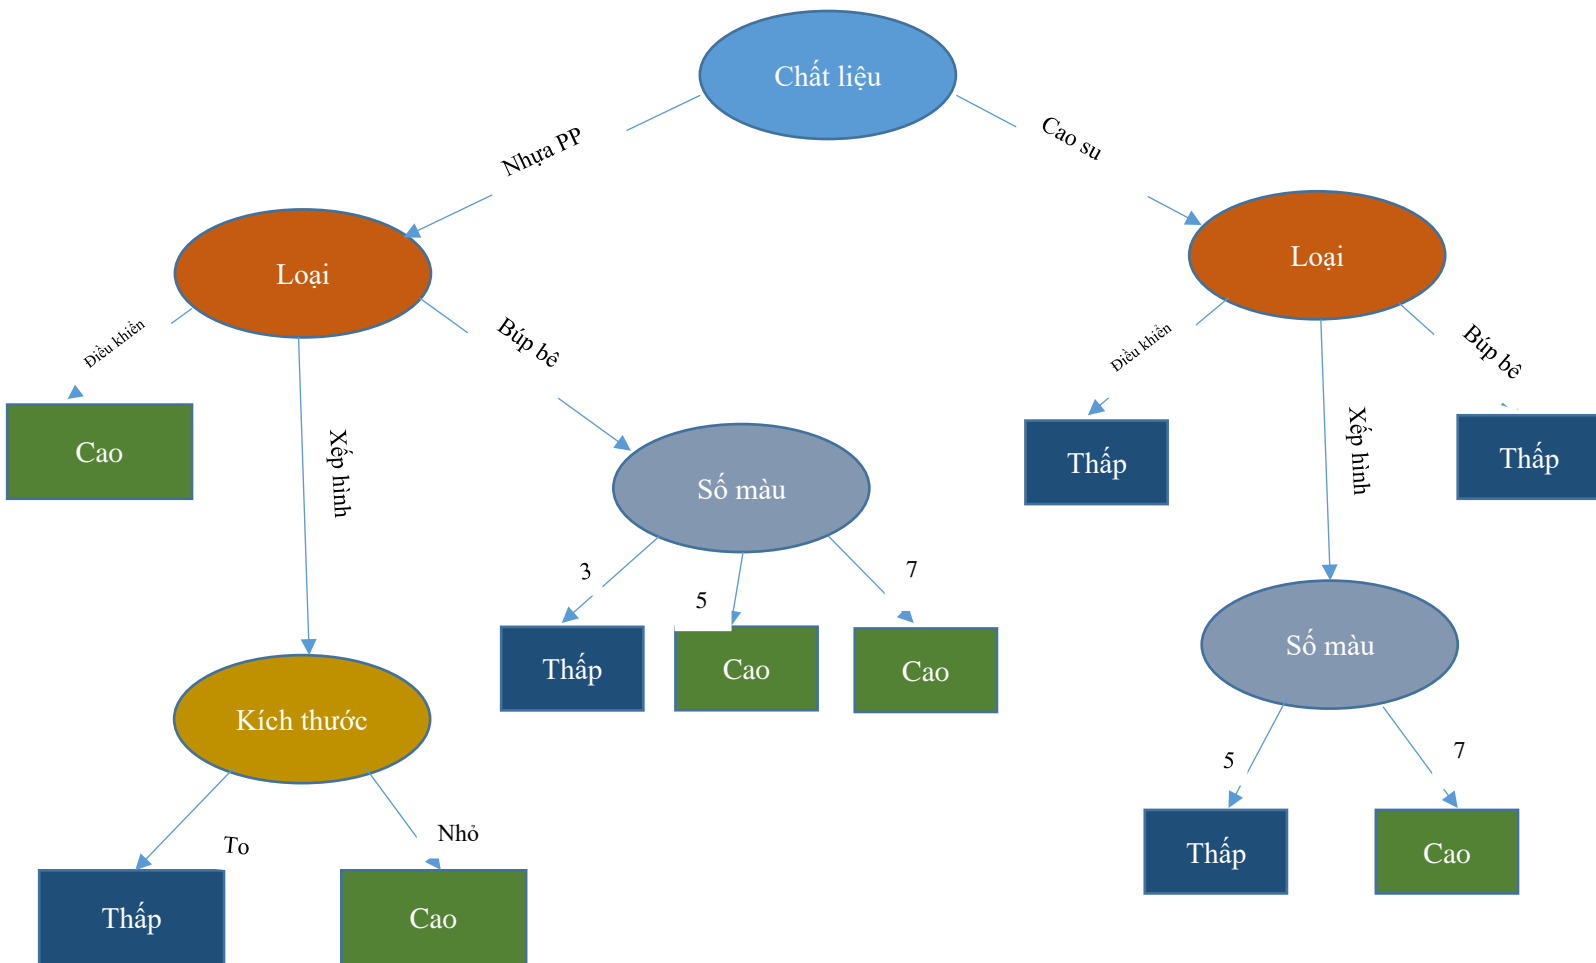 Chất liệu
Nhựa PP
Cao su
Loại
Loại
Điều khiển
Búp bê
Điều khiển
Búp bê
Xếp hình
Xếp hình
Cao
Thấp
Thấp
Số màu
3
5
7
Số màu
Thấp
Cao
Cao
Kích thước
5
7
To
Nhỏ
Thấp
Cao
Thấp
Cao